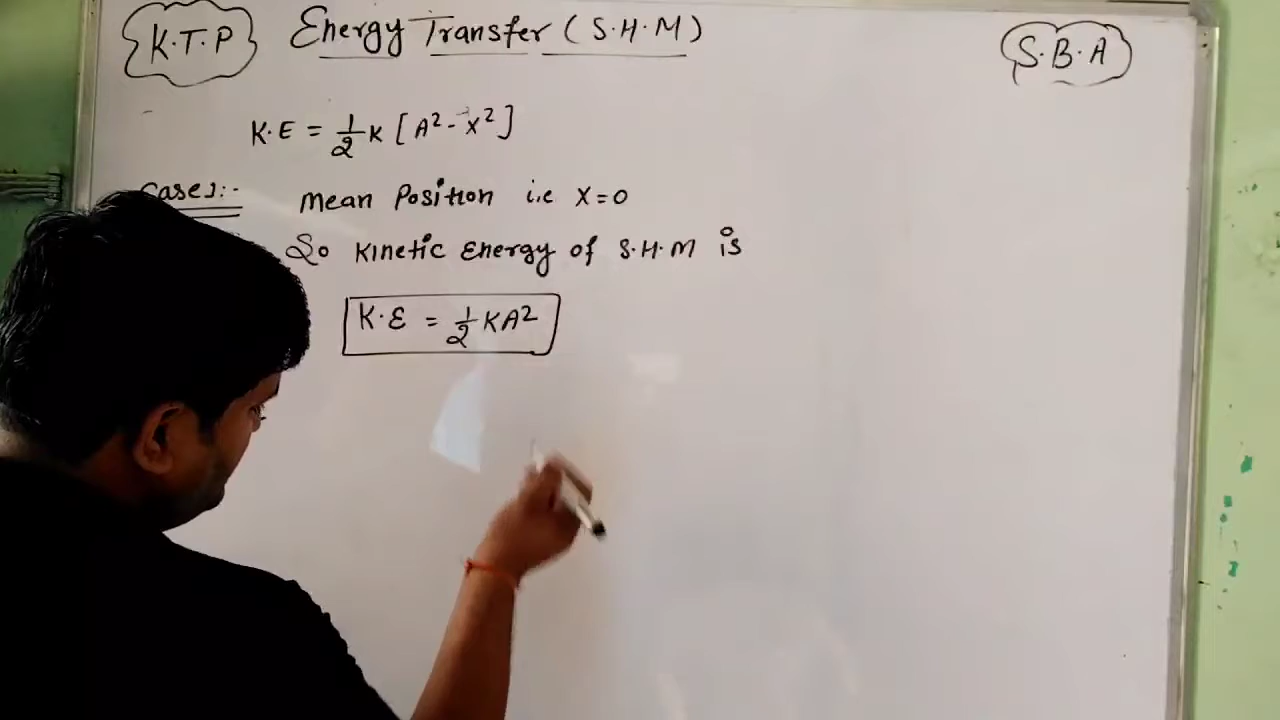 K.T.P
Energy Transfer (S.H.M)
S.B.A
K.E = 1/2 K [A² - x²]
Case1:-
mean Position i.e X=0
So Kinetic Energy of S.H.M is
K.E = 1/2 KA²